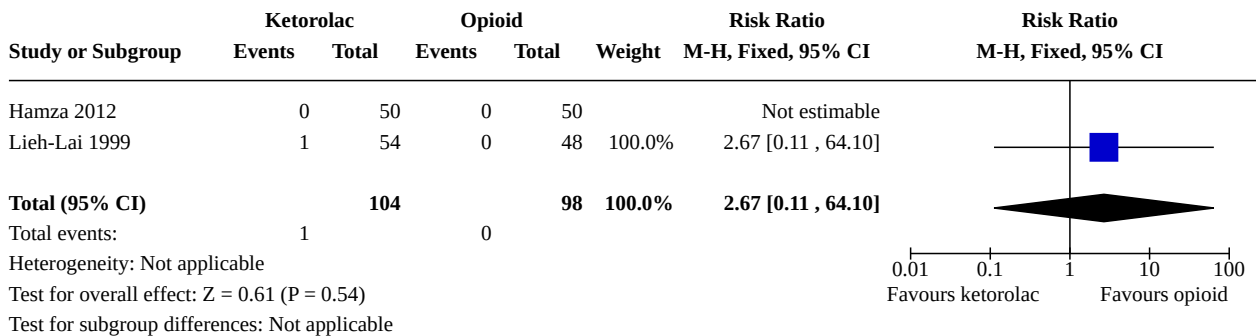 Ketorolac Opioid Risk Ratio Risk Ratio
Study or Subgroup Events Total Events Total Weight M-H, Fixed, 95% CI M-H, Fixed, 95% CI
Hamza 2012 0 50 0 50 Not estimable
Lieh-Lai 1999 1 54 0 48 100.0% 2.67 [0.11 , 64.10]
Total (95% CI) 104 98 100.0% 2.67 [0.11 , 64.10]
Total events: 1 0
Heterogeneity: Not applicable
Test for overall effect: Z = 0.61 (P = 0.54)
Test for subgroup differences: Not applicable
0.01 0.1 1 10 100
Favours ketorolac Favours opioid